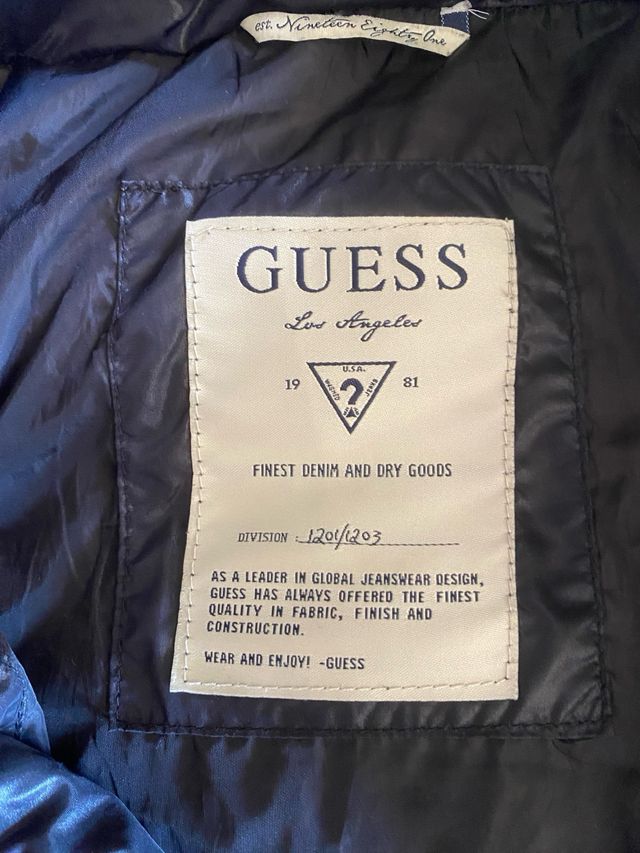 est. Nineteen Eighty One
GUESS
Los Angeles
U.S.A.
19 ? 81
JEANS
FINEST DENIM AND DRY GOODS
DIVISION : 1201/1203
AS A LEADER IN GLOBAL JEANSWEAR DESIGN,
GUESS HAS ALWAYS OFFERED THE FINEST
QUALITY IN FABRIC, FINISH AND
CONSTRUCTION.
WEAR AND ENJOY! -GUESS